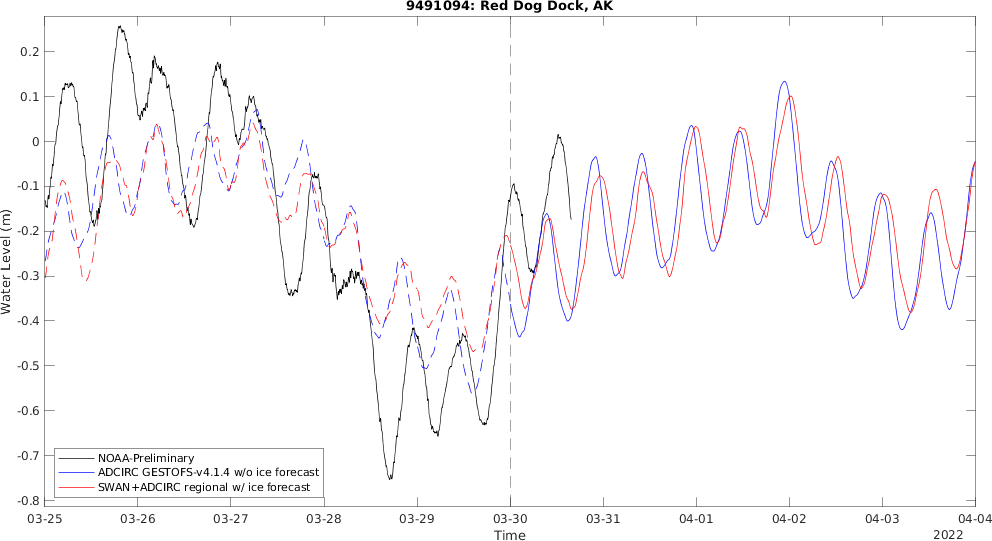 9491094: Red Dog Dock, AK
Water Level (m)
0.2
0.1
0
-0.1
-0.2
-0.3
-0.4
-0.5
-0.6
-0.7
-0.8
NOAA-Preliminary
ADCIRC GESTOFS-v4.1.4 w/o ice forecast
SWAN+ADCIRC regional w/ ice forecast
03-25 03-26 03-27 03-28 03-29 03-30 03-31 04-01 04-02 04-03 04-04
Time
2022